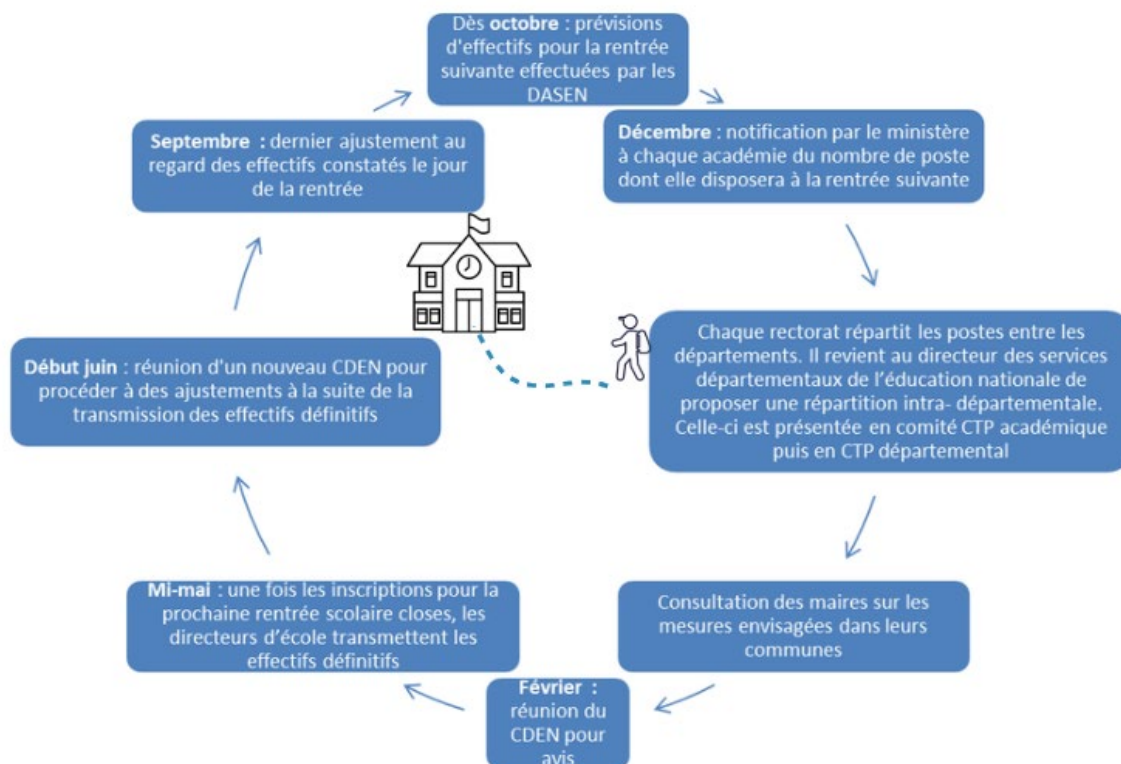 Dès octobre : prévisions
d'effectifs pour la rentrée
suivante effectuées par les
DASEN
Décembre : notification par le ministère
à chaque académie du nombre de poste
dont elle disposera à la rentrée suivante
Chaque rectorat répartit les postes entre les
départements. Il revient au directeur des services
départementaux de l’éducation nationale de
proposer une répartition intra- départementale.
Celle-ci est présentée en comité CTP académique
puis en CTP départemental
Consultation des maires sur les
mesures envisagées dans leurs
communes
Février :
réunion du
CDEN pour
avis
Mi-mai : une fois les inscriptions pour la
prochaine rentrée scolaire closes, les
directeurs d’école transmettent les
effectifs définitifs
Début juin : réunion d'un nouveau CDEN pour
procéder à des ajustements à la suite de la
transmission des effectifs définitifs
Septembre : dernier ajustement au
regard des effectifs constatés le jour
de la rentrée